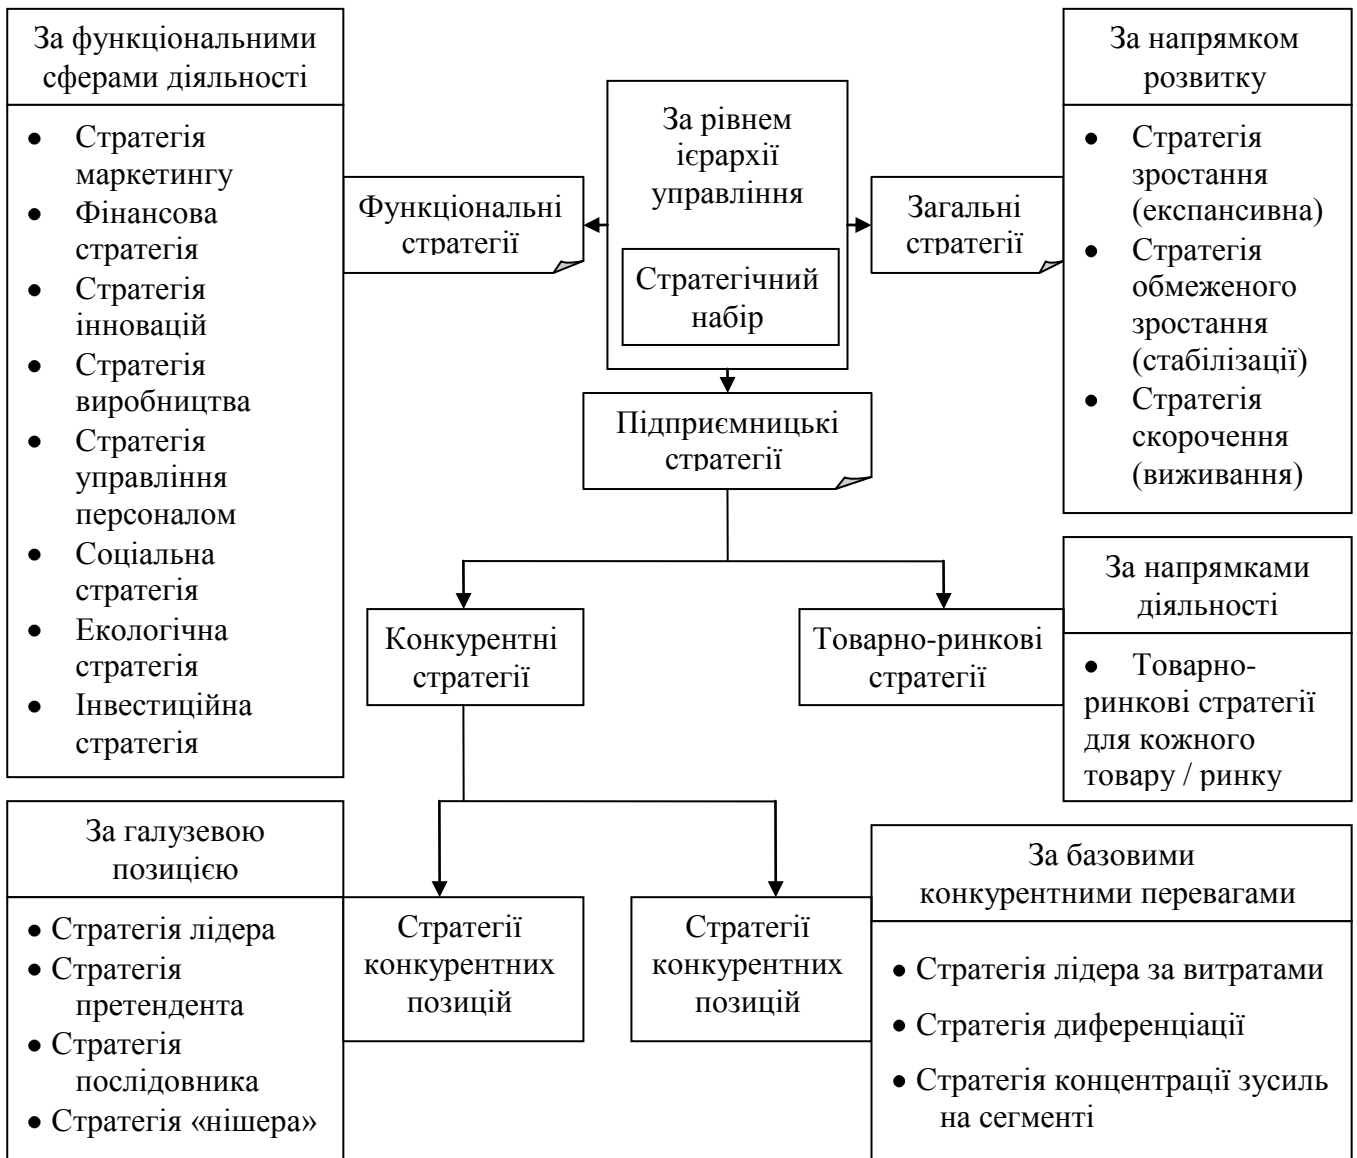 За функціональними
сферами діяльності
• Стратегія
маркетингу
• Фінансова
стратегія
• Стратегія
інновацій
• Стратегія
виробництва
• Стратегія
управління
персоналом
• Соціальна
стратегія
• Екологічна
стратегія
• Інвестиційна
стратегія
Функціональні
стратегії
За рівнем
ієрархії
управління
Стратегічний
набір
Загальні
стратегії
За напрямком
розвитку
• Стратегія
зростання
(експансивна)
• Стратегія
обмеженого
зростання
(стабілізації)
• Стратегія
скорочення
(виживання)
Підприємницькі
стратегії
Конкурентні
стратегії
Товарно-ринкові
стратегії
За напрямками
діяльності
• Товарно-
ринкові стратегії
для кожного
товару / ринку
За галузевою
позицією
• Стратегія лідера
• Стратегія
претендента
• Стратегія
послідовника
• Стратегія «нішера»
Стратегії
конкурентних
позицій
Стратегії
конкурентних
позицій
За базовими
конкурентними перевагами
• Стратегія лідера за витратами
• Стратегія диференціації
• Стратегія концентрації зусиль
на сегменті